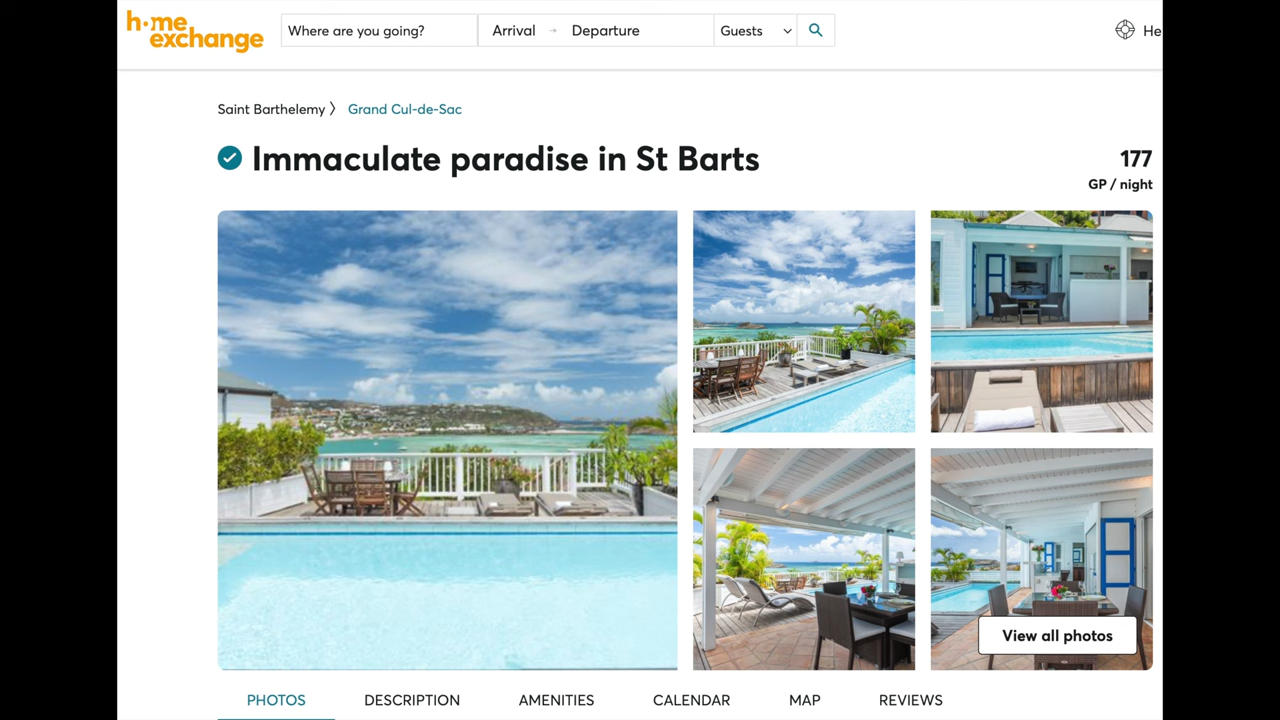 home
exchange
Where are you going?
Arrival → Departure
Guests
He
Saint Barthelemy 〉 Grand Cul-de-Sac
Immaculate paradise in St Barts
177
GP / night
View all photos
PHOTOS
DESCRIPTION
AMENITIES
CALENDAR
MAP
REVIEWS